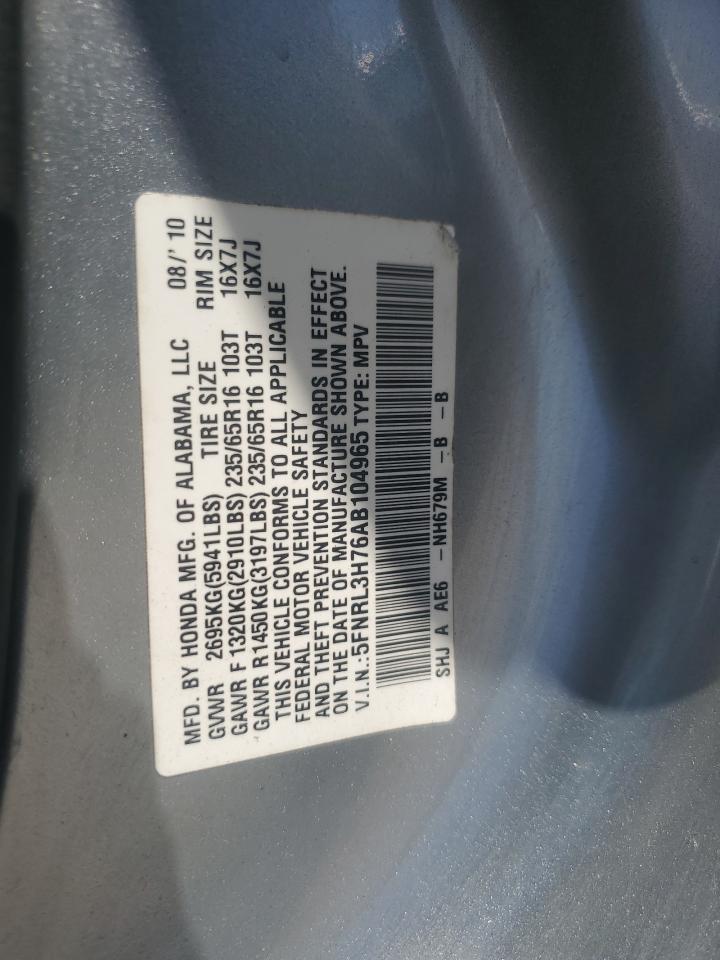 MFD. BY HONDA MFG. OF ALABAMA, LLC 08/'10
GVWR 2695KG(5941LBS) TIRE SIZE RIM SIZE
GAWR F 1320KG(2910LBS) 235/65R16 103T 16X7J
GAWR R1450KG(3197LBS) 235/65R16 103T 16X7J
THIS VEHICLE CONFORMS TO ALL APPLICABLE
FEDERAL MOTOR VEHICLE SAFETY
AND THEFT PREVENTION STANDARDS IN EFFECT
ON THE DATE OF MANUFACTURE SHOWN ABOVE.
V.I.N.:5FNRL3H76AB104965 TYPE: MPV
SHJ A AE6 -NH679M -B -B